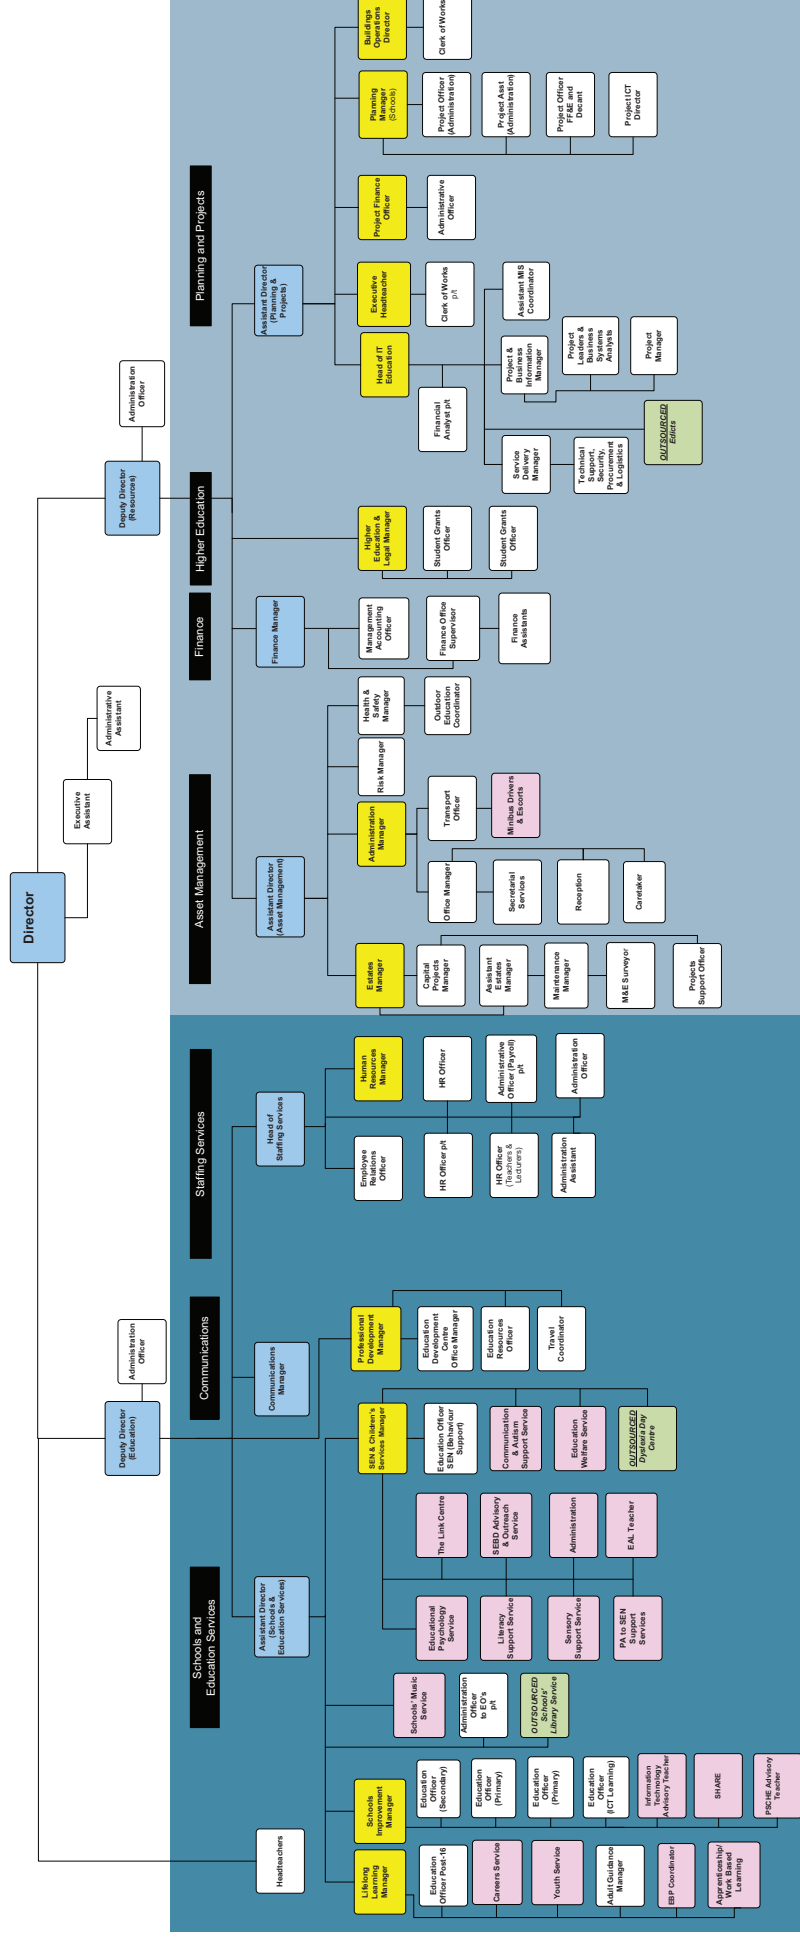 Director
Executive
Assistant
Administrative
Assistant
Deputy Director
(Education)
Administration
Officer
Deputy Director
(Resources)
Administration
Officer
Headteachers
Schools and
Education Services
Assistant Director
(Schools &
Education Services)
Lifelong
Learning
Manager
Education
Officer Post-16
Careers Service
Youth Service
Adult Guidance
Manager
EBP Coordinator
Apprenticeship/
Work Based
Learning
Schools
Improvement
Manager
Education
Officer
(Secondary)
Education
Officer
(Primary)
Education
Officer
(Primary)
Education
Officer
(ICT Learning)
Information
Technology
Advisory Teacher
SHARE
PSCHE Advisory
Teacher
Schools' Music
Service
Administration
Officer
to EO's
p/t
OUTSOURCED
Schools'
Library Service
SEN & Children's
Services Manager
Educational
Psychology
Service
Literacy
Support Service
Sensory
Support Service
PA to SEN
Support
Services
The Link Centre
SEBD Advisory
& Outreach
Service
Administration
EAL Teacher
Education Officer
SEN (Behaviour
Support)
Communication
& Autism
Support Service
Education
Welfare Service
OUTSOURCED
Dyslexia Day
Centre
Professional
Development
Manager
Education
Development
Centre
Office Manager
Education
Resources
Officer
Travel
Coordinator
Communications
Communications
Manager
Staffing Services
Head of
Staffing Services
Employee
Relations
Officer
Human
Resources
Manager
HR Officer p/t
HR Officer
(Teachers &
Lecturers)
Administration
Assistant
HR Officer
Administrative
Officer (Payroll)
p/t
Administration
Officer
Asset Management
Assistant Director
(Asset Management)
Estates
Manager
Capital
Projects
Manager
Assistant
Estates
Manager
Maintenance
Manager
M&E Surveyor
Projects
Support Officer
Administration
Manager
Office Manager
Secretarial
Services
Reception
Caretaker
Transport
Officer
Minibus Drivers
& Escorts
Risk Manager
Health &
Safety
Manager
Outdoor
Education
Coordinator
Finance
Finance Manager
Management
Accounting
Officer
Finance Office
Supervisor
Finance
Assistants
Higher Education
Higher
Education &
Legal Manager
Student Grants
Officer
Student Grants
Officer
Planning and Projects
Assistant Director
(Planning &
Projects)
Head of IT
Education
Financial
Analyst p/t
Service
Delivery
Manager
Technical
Support,
Security,
Procurement
& Logistics
OUTSOURCED
Edicts
Project &
Business
Information
Manager
Project
Leaders &
Business
Systems
Analysts
Project
Manager
Assistant MIS
Coordinator
Executive
Headteacher
Clerk of Works
p/t
Project Finance
Officer
Administrative
Officer
Planning
Manager
(Schools)
Project Officer
(Administration)
Project Asst
(Administration)
Project Officer
FF&E and
Decant
Project ICT
Director
Buildings
Operations
Director
Clerk of Works